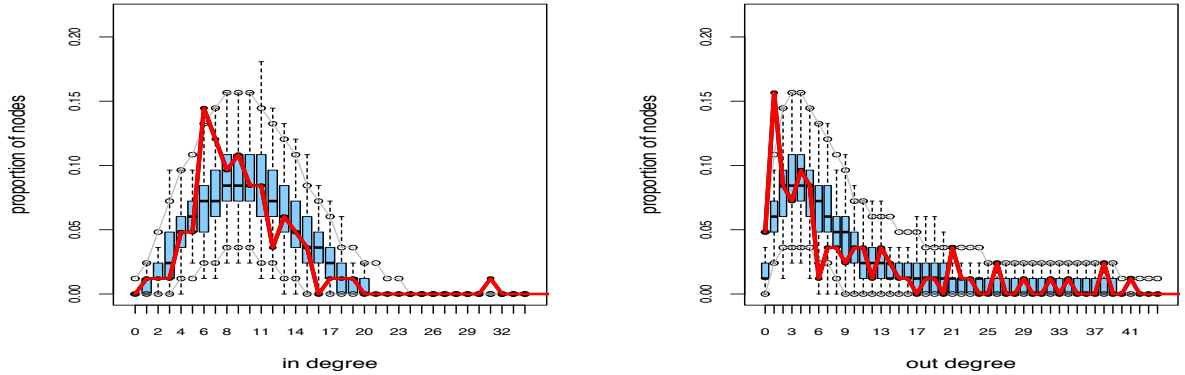 proportion of nodes
0.00 0.05 0.10 0.15 0.20
0 1 2 4 6 8 11 14 17 20 23 26 29 32
in degree
proportion of nodes
0.00 0.05 0.10 0.15 0.20
0 3 6 9 13 17 21 25 29 33 37 41
out degree